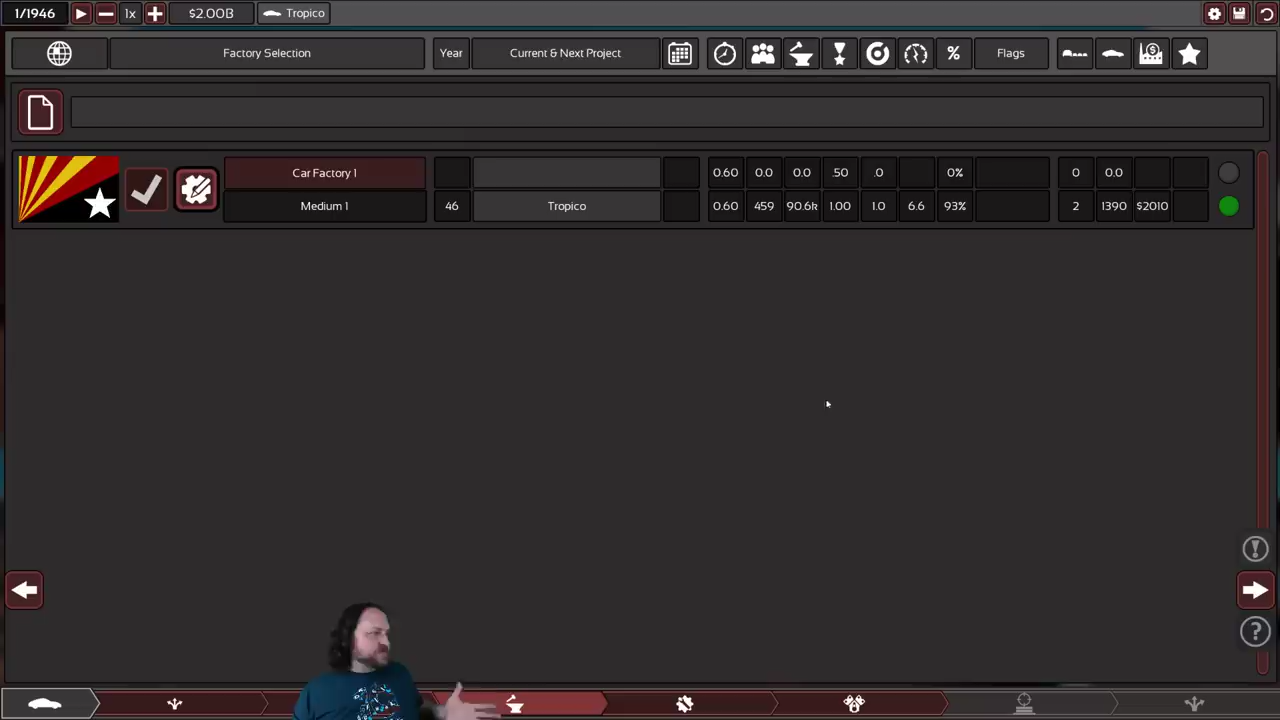 1/1946 1x $2.00B Tropico
Factory Selection Year Current & Next Project % Flags
Car Factory 1 0.60 0.0 0.0 .50 .0 0% 0 0.0
Medium 1 46 Tropico 0.60 459 90.6k 1.00 1.0 6.6 93% 2 1390 $2010